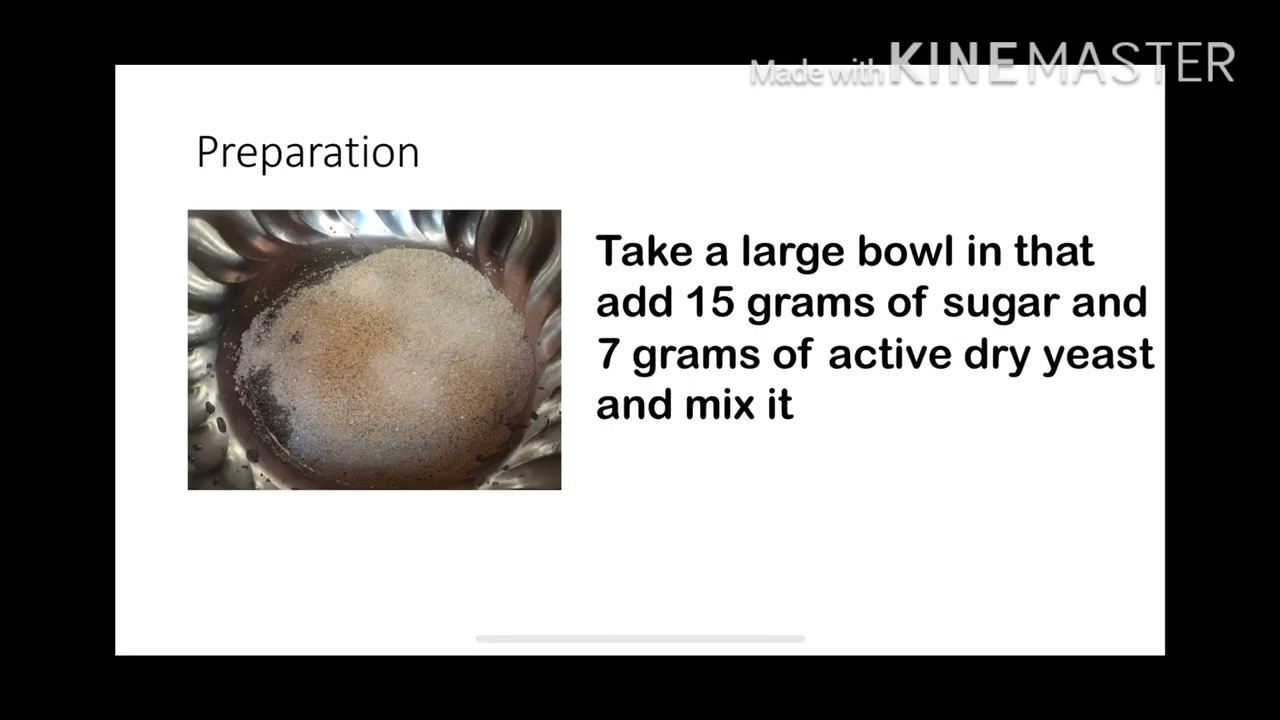 Made with KINEMASTER
Preparation
Take a large bowl in that
add 15 grams of sugar and
7 grams of active dry yeast
and mix it